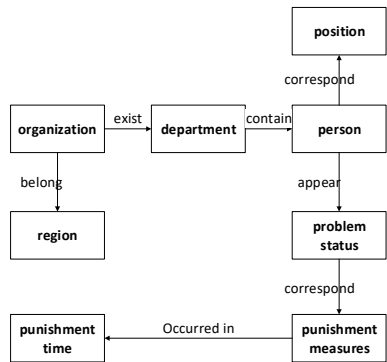 position
correspond
exist
contain
organization
department
person
belong
appear
region
problem
status
correspond
punishment
time
Occurred in
punishment
measures